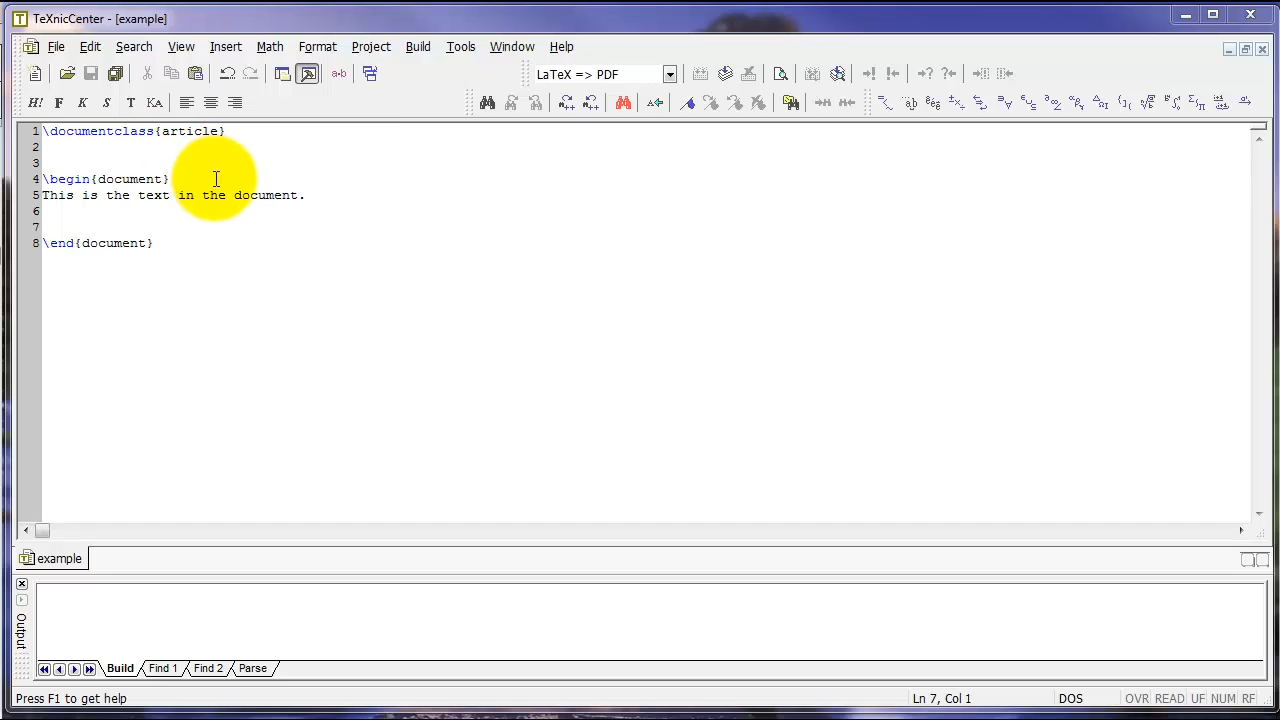 TeXnicCenter - [example]
File Edit Search View Insert Math Format Project Build Tools Window Help
LaTeX => PDF
H! F K S T KA
1 \documentclass{article}
2
3
4 \begin{document}
5 This is the text in the document.
6
7
8 \end{document}
example
Output
Build Find 1 Find 2 Parse
Press F1 to get help Ln 7, Col 1 DOS OVR READ UF NUM RF